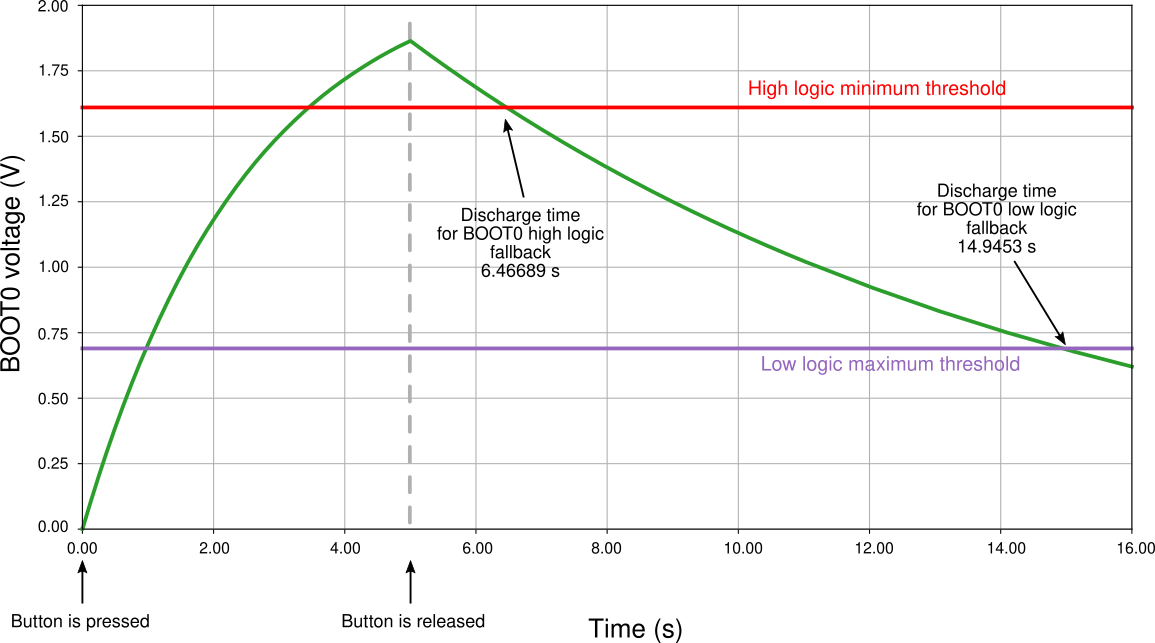 2.00
1.75
1.50
1.25
1.00
0.75
0.50
0.25
0.00
BOOT0 voltage (V)
High logic minimum threshold
Discharge time
for BOOT0 high logic
fallback
6.46689 s
Discharge time
for BOOT0 low logic
fallback
14.9453 s
Low logic maximum threshold
0.00 2.00 4.00 6.00 8.00 10.00 12.00 14.00 16.00
Button is pressed
Button is released
Time (s)